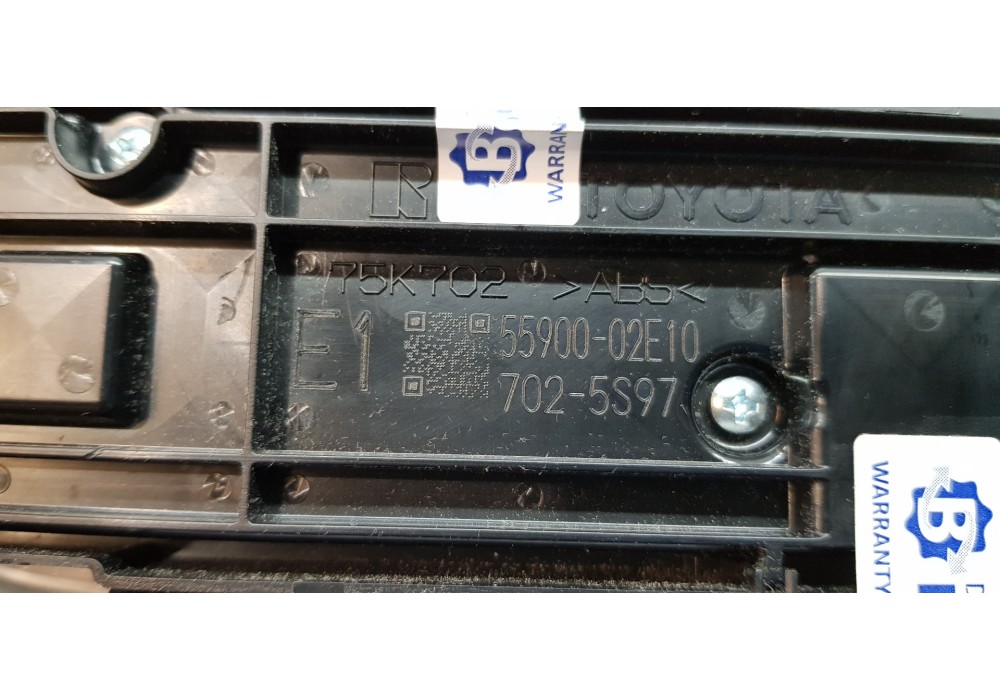 B
WARRAN
R TOYOTA
75K702 >ABS<
E1
55900-02E10
702-5S97
B
WARRANTY